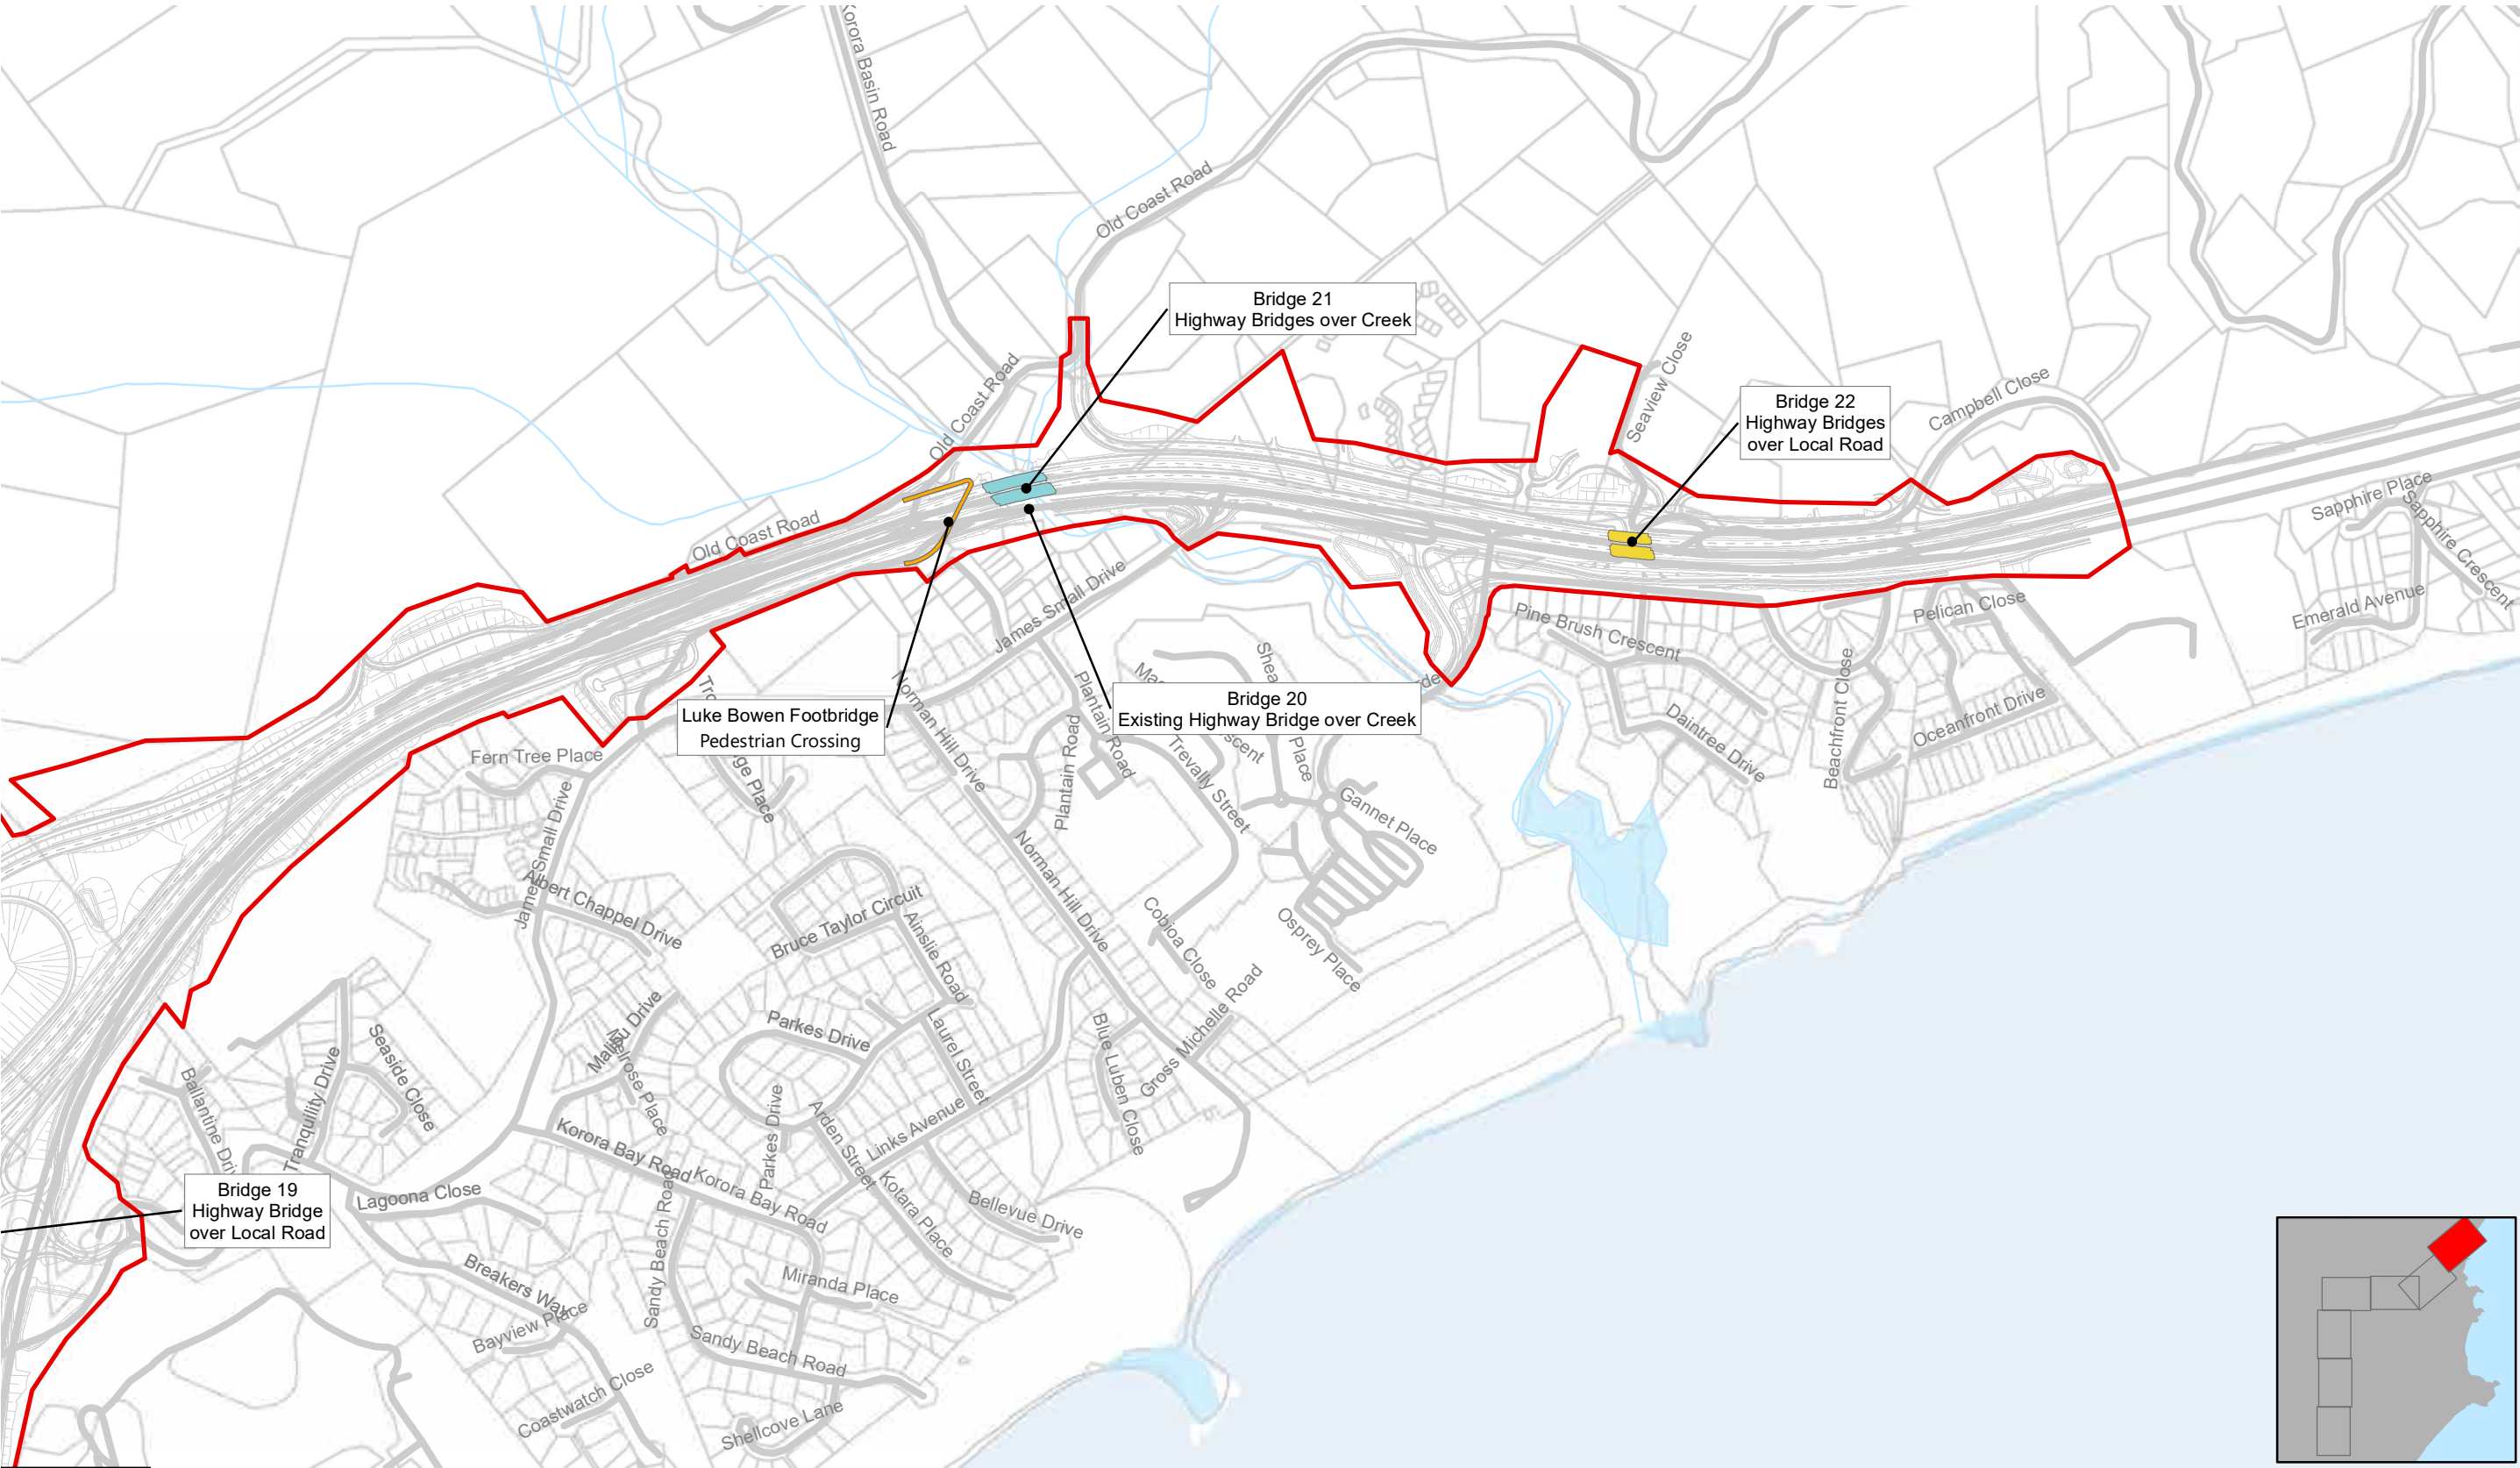 Korora Basin Road
Old Coast Road
Bridge 21
Highway Bridges over Creek
Old Coast Road
Seaview Close
Campbell Close
Bridge 22
Highway Bridges
over Local Road
Old Coast Road
Sapphire Place
Sapphire Crescent
Emerald Avenue
Pelican Close
Pine Brush Crescent
James Small Drive
Bridge 20
Existing Highway Bridge over Creek
Luke Bowen Footbridge
Pedestrian Crossing
Norman Hill Drive
Plantain Road
Plantain Road
Trevally Street
Place
Daintree Drive
Beachfront Close
Oceanfront Drive
Fern Tree Place
Place
James Small Drive
Gannet Place
Norman Hill Drive
Albert Chappel Drive
Bruce Taylor Circuit
Ainslie Road
Cobioa Close
Osprey Place
Gross Michelle Road
Malibu Drive
Melrose Place
Parkes Drive
Laurel Street
Blue Luben Close
Seaside Close
Tranquility Drive
Ballantine Driv
Parkes Drive
Arden Street
Links Avenue
Korora Bay Road
Korora Bay Road
Kotara Place
Bellevue Drive
Bridge 19
Highway Bridge
over Local Road
Lagoona Close
Sandy Beach Road
Breakers Way
Bayview Place
Miranda Place
Sandy Beach Road
Coastwatch Close
Shellcove Lane